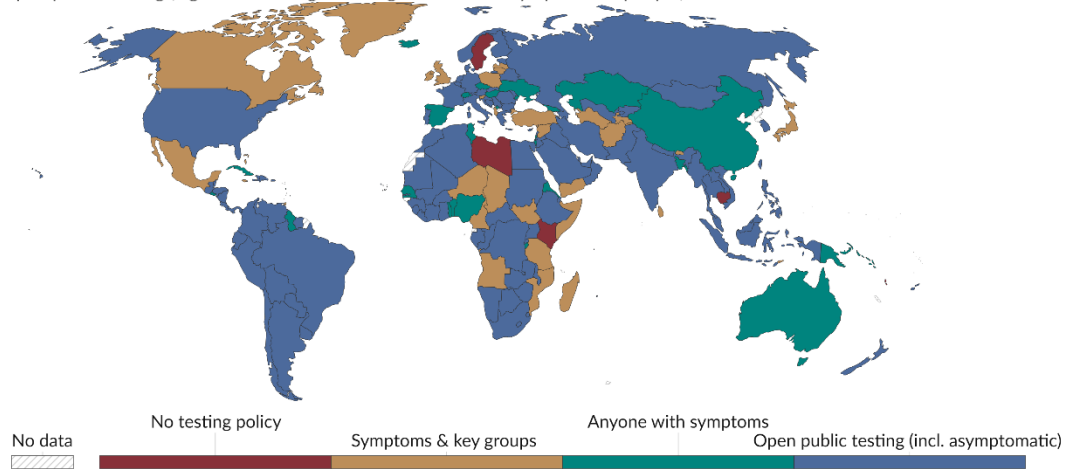 No testing policy
Anyone with symptoms
No data
Symptoms & key groups
Open public testing (incl. asymptomatic)